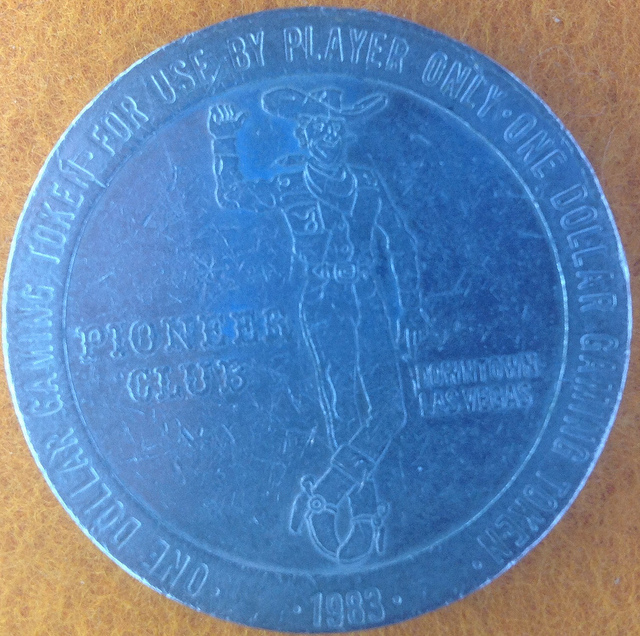 ONE DOLLAR GAMING TOKEN · FOR USE BY PLAYER ONLY · ONE DOLLAR GAMING TOKEN ·
PIONEER
CLUB
DOWNTOWN
LAS VEGAS
· 1983 ·